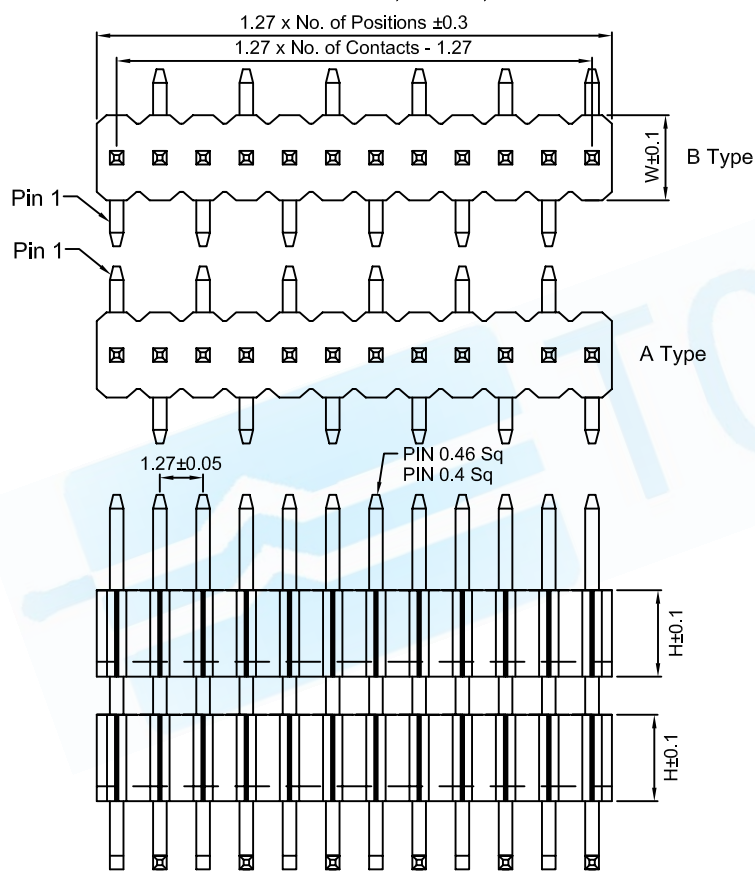 1.27 x No. of Positions ±0.3
1.27 x No. of Contacts - 1.27
W±0.1
B Type
Pin 1
Pin 1
A Type
1.27±0.05
PIN 0.46 Sq
PIN 0.4 Sq
H±0.1
H±0.1